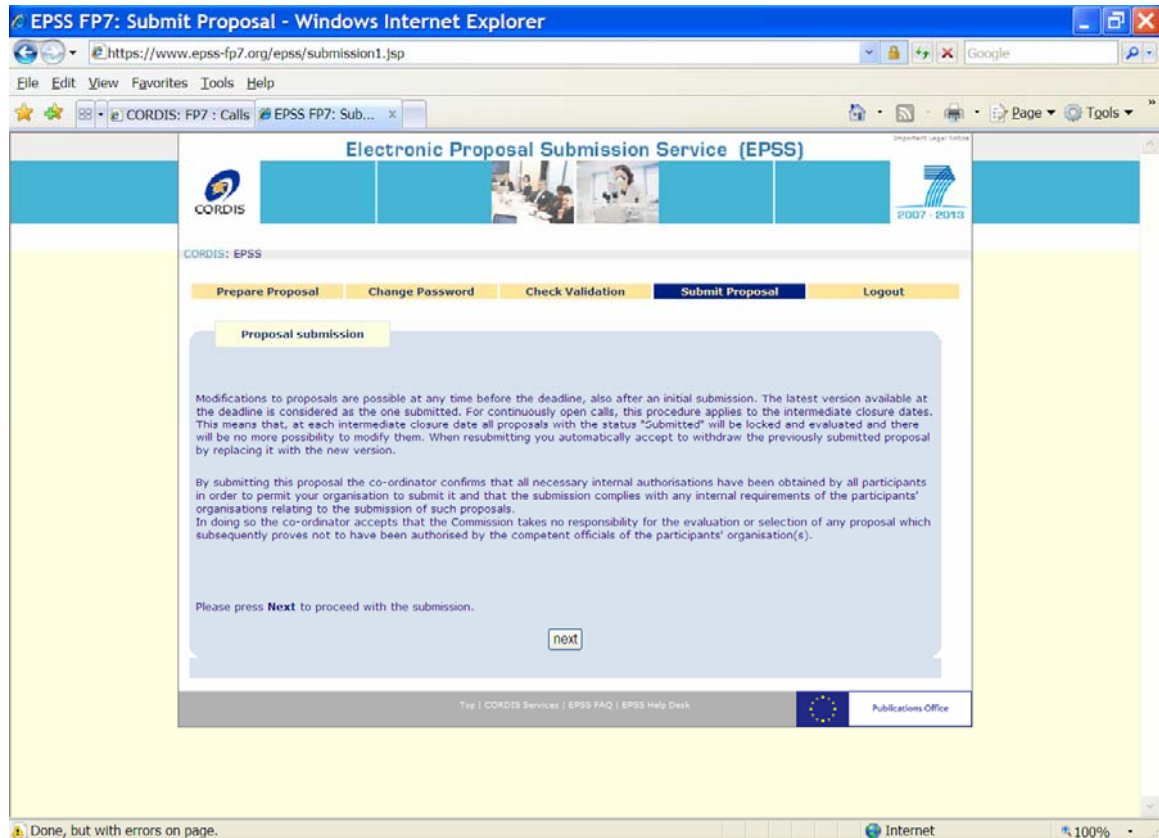 EPSS FP7: Submit Proposal - Windows Internet Explorer
https://www.epss-fp7.org/epss/submission1.jsp
Google
File Edit View Favorites Tools Help
CORDIS: FP7 : Calls
EPSS FP7: Sub... x
Page
Tools
»
Important Legal Notice
Electronic Proposal Submission Service (EPSS)
CORDIS
7
2007 - 2013
CORDIS: EPSS
Prepare Proposal
Change Password
Check Validation
Submit Proposal
Logout
Proposal submission
Modifications to proposals are possible at any time before the deadline, also after an initial submission. The latest version available at
the deadline is considered as the one submitted. For continuously open calls, this procedure applies to the intermediate closure dates.
This means that, at each intermediate closure date all proposals with the status "Submitted" will be locked and evaluated and there
will be no more possibility to modify them. When resubmitting you automatically accept to withdraw the previously submitted proposal
by replacing it with the new version.
By submitting this proposal the co-ordinator confirms that all necessary internal authorisations have been obtained by all participants
in order to permit your organisation to submit it and that the submission complies with any internal requirements of the participants'
organisations relating to the submission of such proposals.
In doing so the co-ordinator accepts that the Commission takes no responsibility for the evaluation or selection of any proposal which
subsequently proves not to have been authorised by the competent officials of the participants' organisation(s).
Please press Next to proceed with the submission.
next
Top | CORDIS Services | EPSS FAQ | EPSS Help Desk
Publications Office
Done, but with errors on page.
Internet
100%